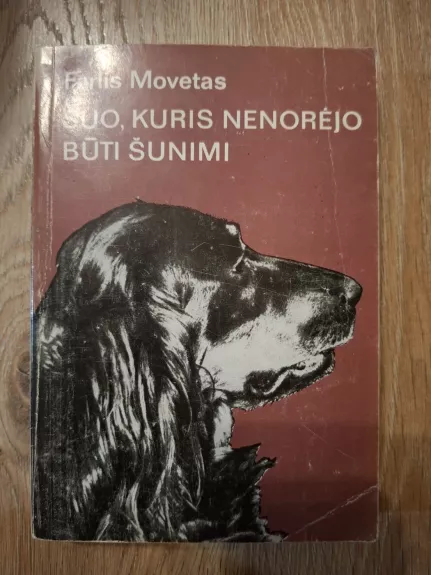 Farlis Movetas
ŠUO, KURIS NENORĖJO
BŪTI ŠUNIMI